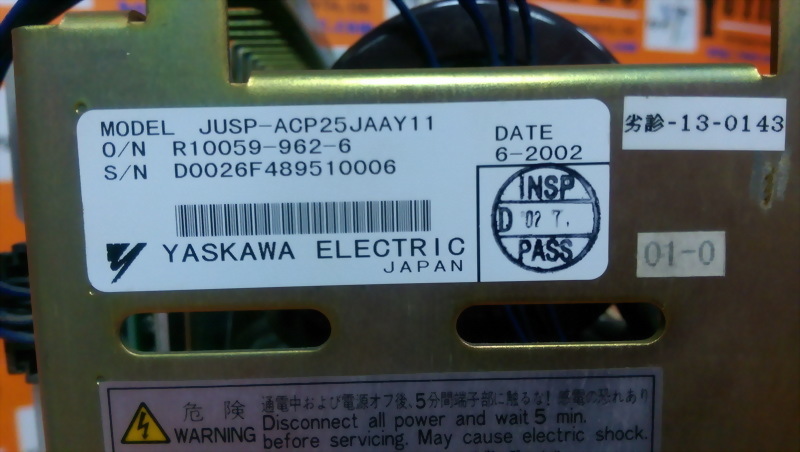 MODEL JUSP-ACP25JAAY11
O/N R10059-962-6
S/N D0026F489510006
DATE
6-2002
INSP
D 02 7.
PASS
YASKAWA ELECTRIC
JAPAN
劣診-13-0143
01-0
危険 通電中および電源オフ後、5分間端子部に触るな! 感電の恐れあり
WARNING Disconnect all power and wait 5 min.
before servicing. May cause electric shock.